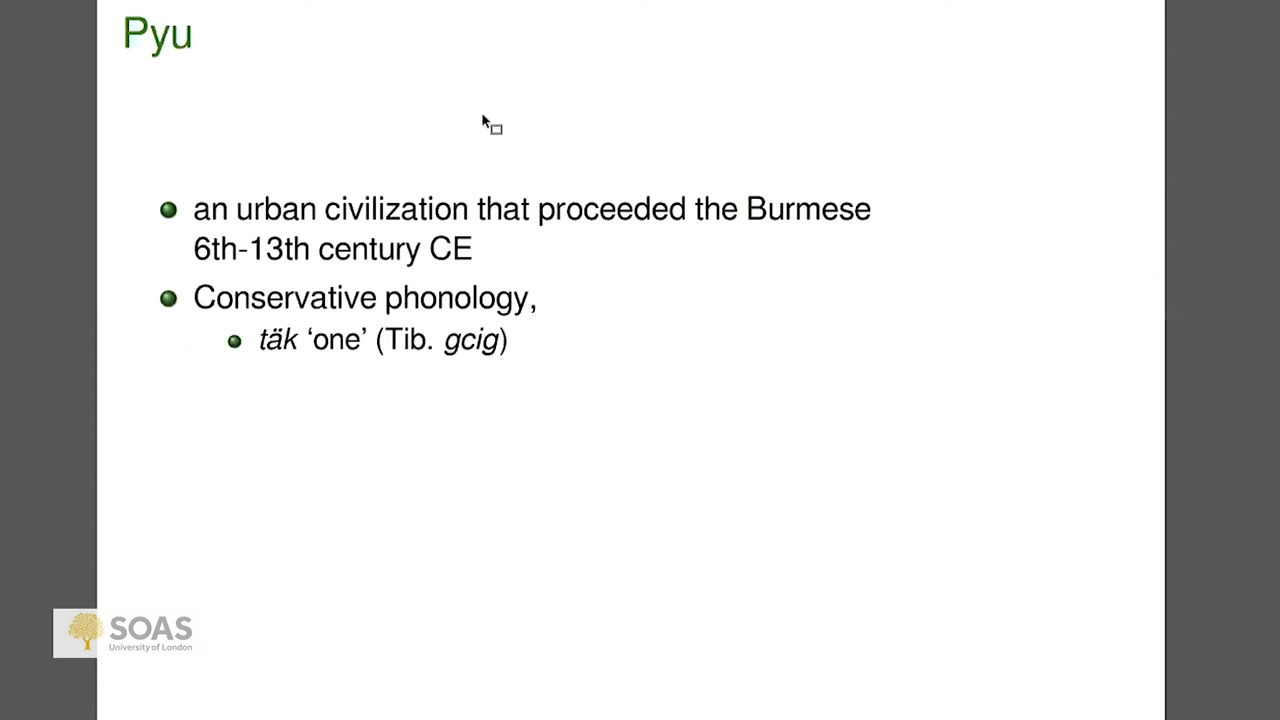 Pyu
an urban civilization that proceeded the Burmese
6th-13th century CE
Conservative phonology,
täk ‘one’ (Tib. gcig)
SOAS
University of London